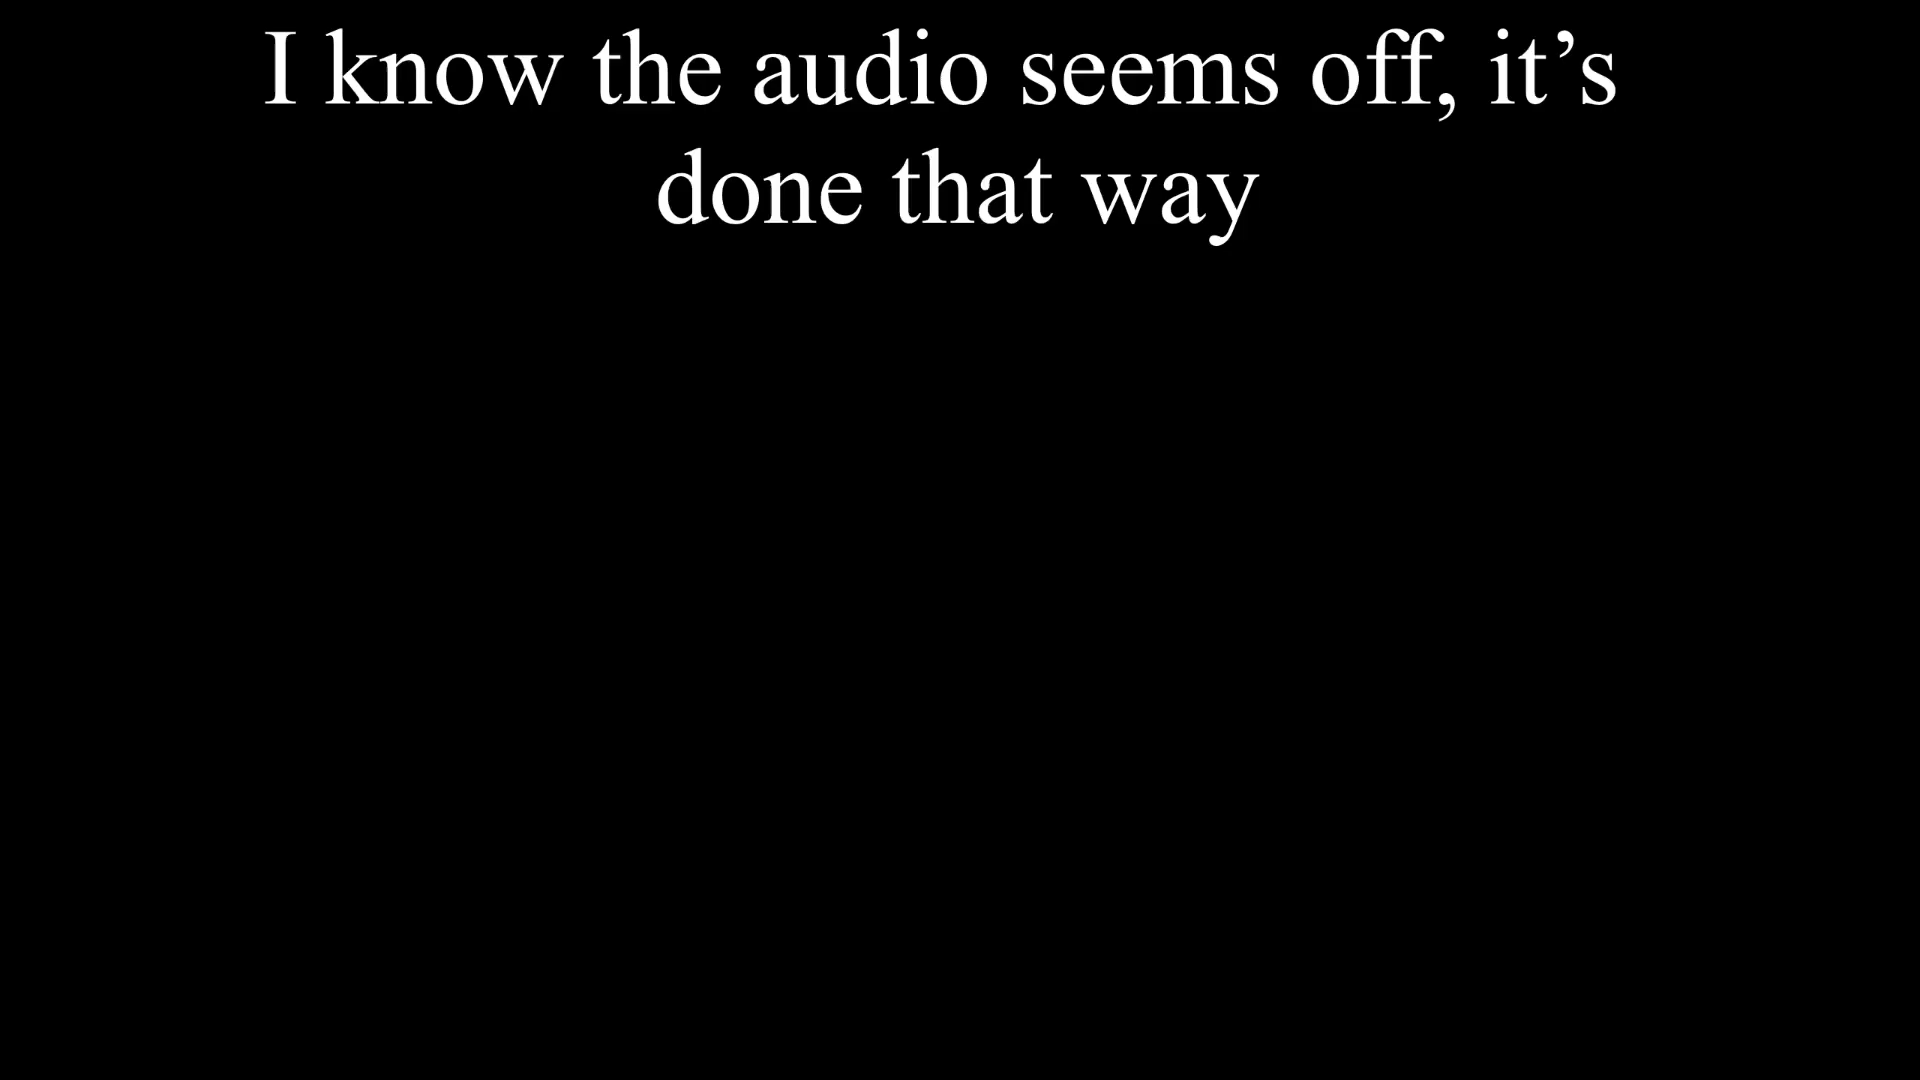 I know the audio seems off, it’s
done that way